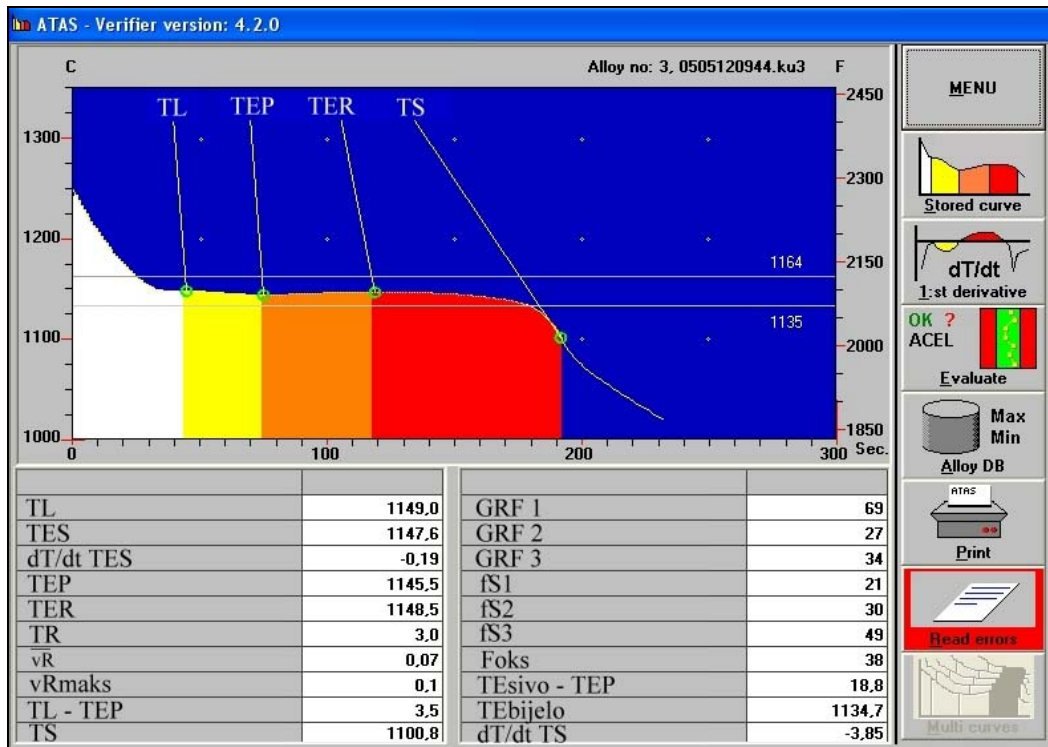 ATAS - Verifier version: 4.2.0
C
Alloy no: 3, 0505120944.ku3 F
TL TEP TER TS
1300
1200
1100
1000
2450
2300
2150
2000
1850
1164
1135
0 100 200 300 Sec.
TL 1149,0
TES 1147,6
dT/dt TES -0,19
TEP 1145,5
TER 1148,5
TR 3,0
vR 0,07
vRmaks 0,1
TL - TEP 3,5
TS 1100,8
GRF 1 69
GRF 2 27
GRF 3 34
fS1 21
fS2 30
fS3 49
Foks 38
TEsivo - TEP 18,8
TEbijelo 1134,7
dT/dt TS -3,85
MENU
Stored curve
dT/dt
1:st derivative
OK ?
ACEL
Evaluate
Max
Min
Alloy DB
ATAS
Print
Read errors
Multi curves